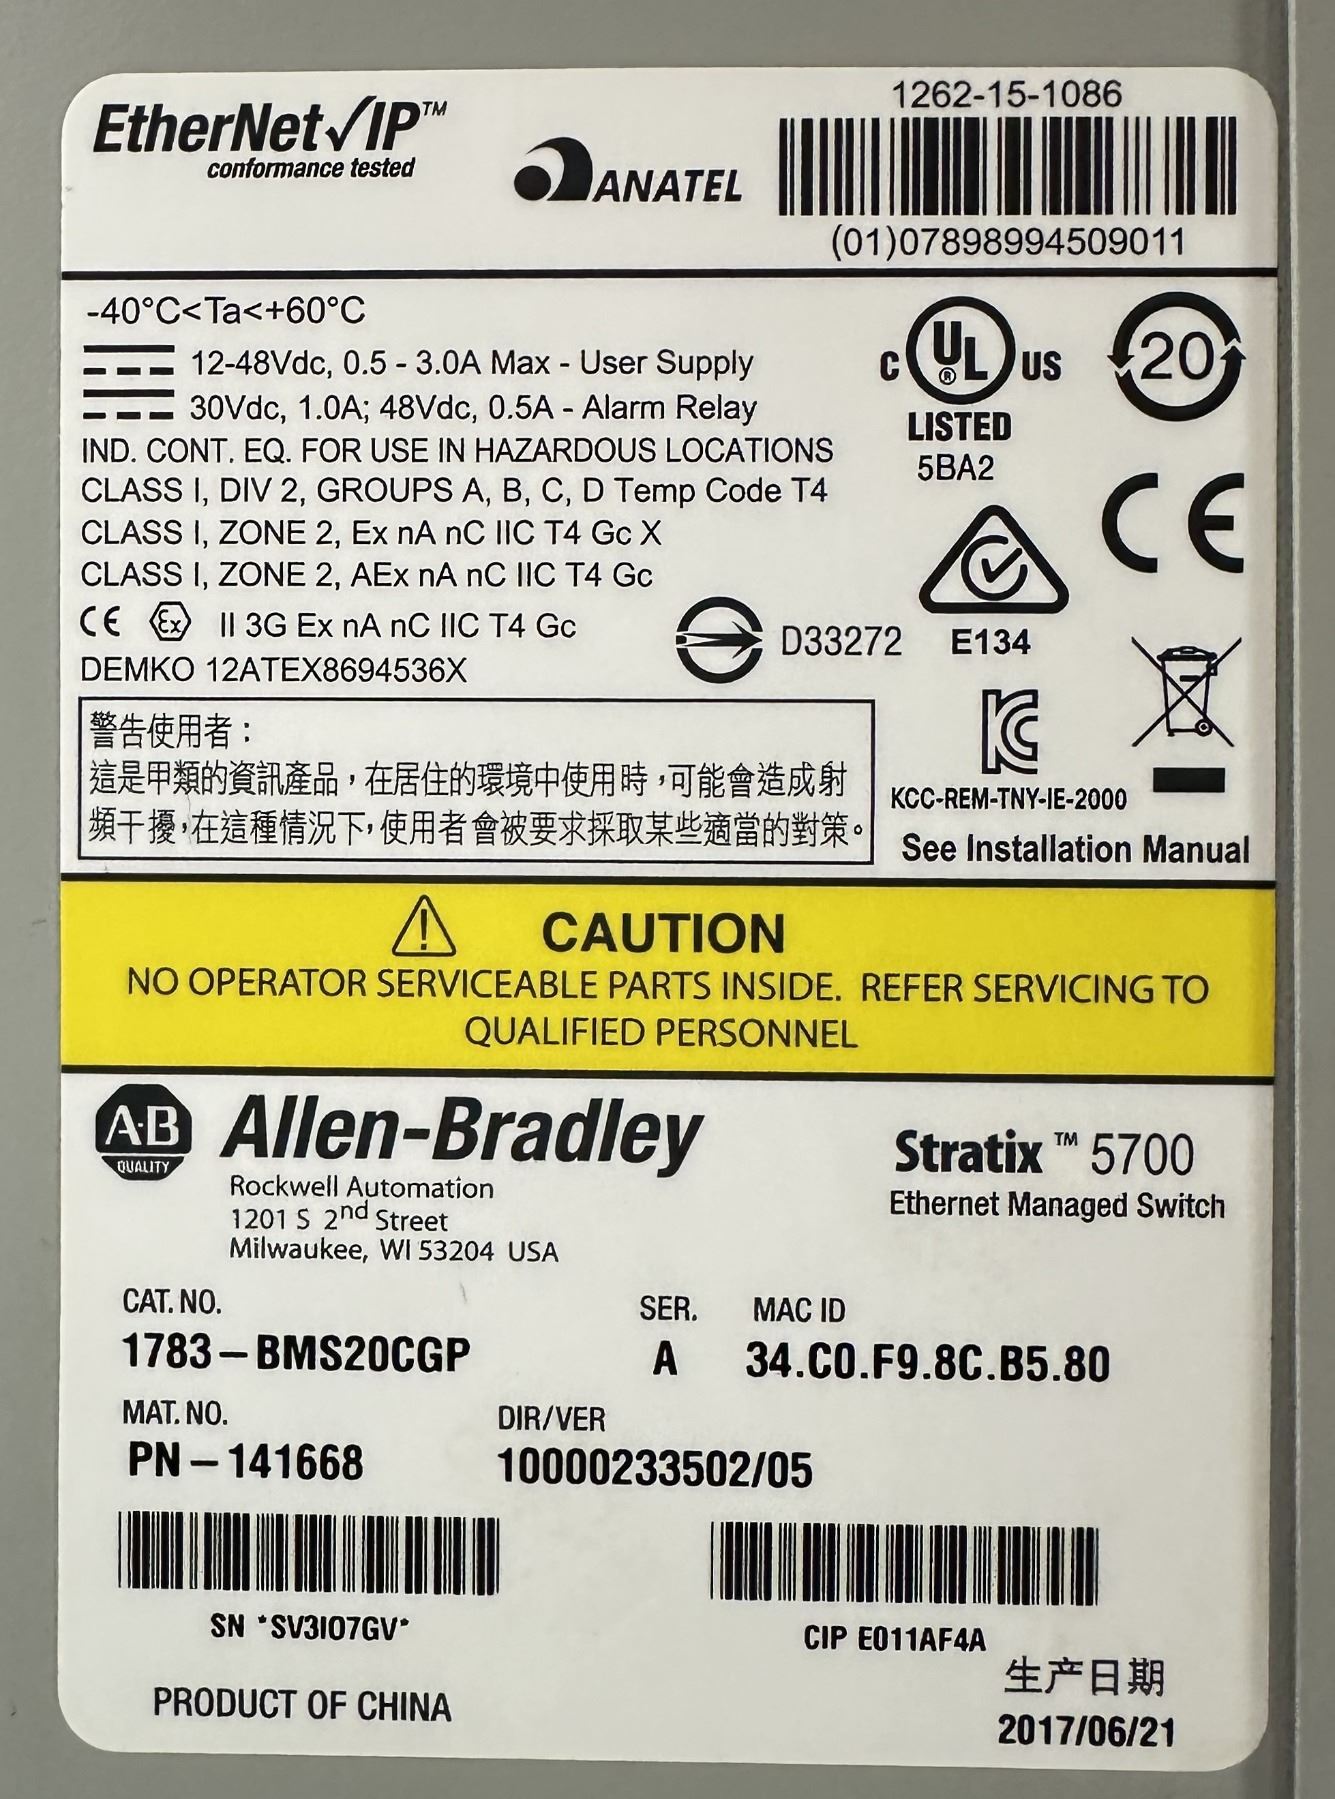 EtherNet/IP™
conformance tested
ANATEL
1262-15-1086
(01)07898994509011
-40°C<Ta<+60°C
12-48Vdc, 0.5 - 3.0A Max - User Supply
30Vdc, 1.0A; 48Vdc, 0.5A - Alarm Relay
IND. CONT. EQ. FOR USE IN HAZARDOUS LOCATIONS
CLASS I, DIV 2, GROUPS A, B, C, D Temp Code T4
CLASS I, ZONE 2, Ex nA nC IIC T4 Gc X
CLASS I, ZONE 2, AEx nA nC IIC T4 Gc
CE Ex II 3G Ex nA nC IIC T4 Gc
DEMKO 12ATEX8694536X
D33272
C UL® US
LISTED
5BA2
20
CE
E134
KCC-REM-TNY-IE-2000
See Installation Manual
警告使用者：
這是甲類的資訊產品，在居住的環境中使用時，可能會造成射
頻干擾，在這種情況下，使用者會被要求採取某些適當的對策。
CAUTION
NO OPERATOR SERVICEABLE PARTS INSIDE. REFER SERVICING TO
QUALIFIED PERSONNEL
A·B
QUALITY
Allen-Bradley
Rockwell Automation
1201 S 2nd Street
Milwaukee, WI 53204 USA
Stratix™ 5700
Ethernet Managed Switch
CAT. NO.
1783-BMS20CGP
SER.
A
MAC ID
34.C0.F9.8C.B5.80
MAT. NO.
PN-141668
DIR/VER
10000233502/05
SN *SV3I07GV*
CIP E011AF4A
PRODUCT OF CHINA
生产日期
2017/06/21